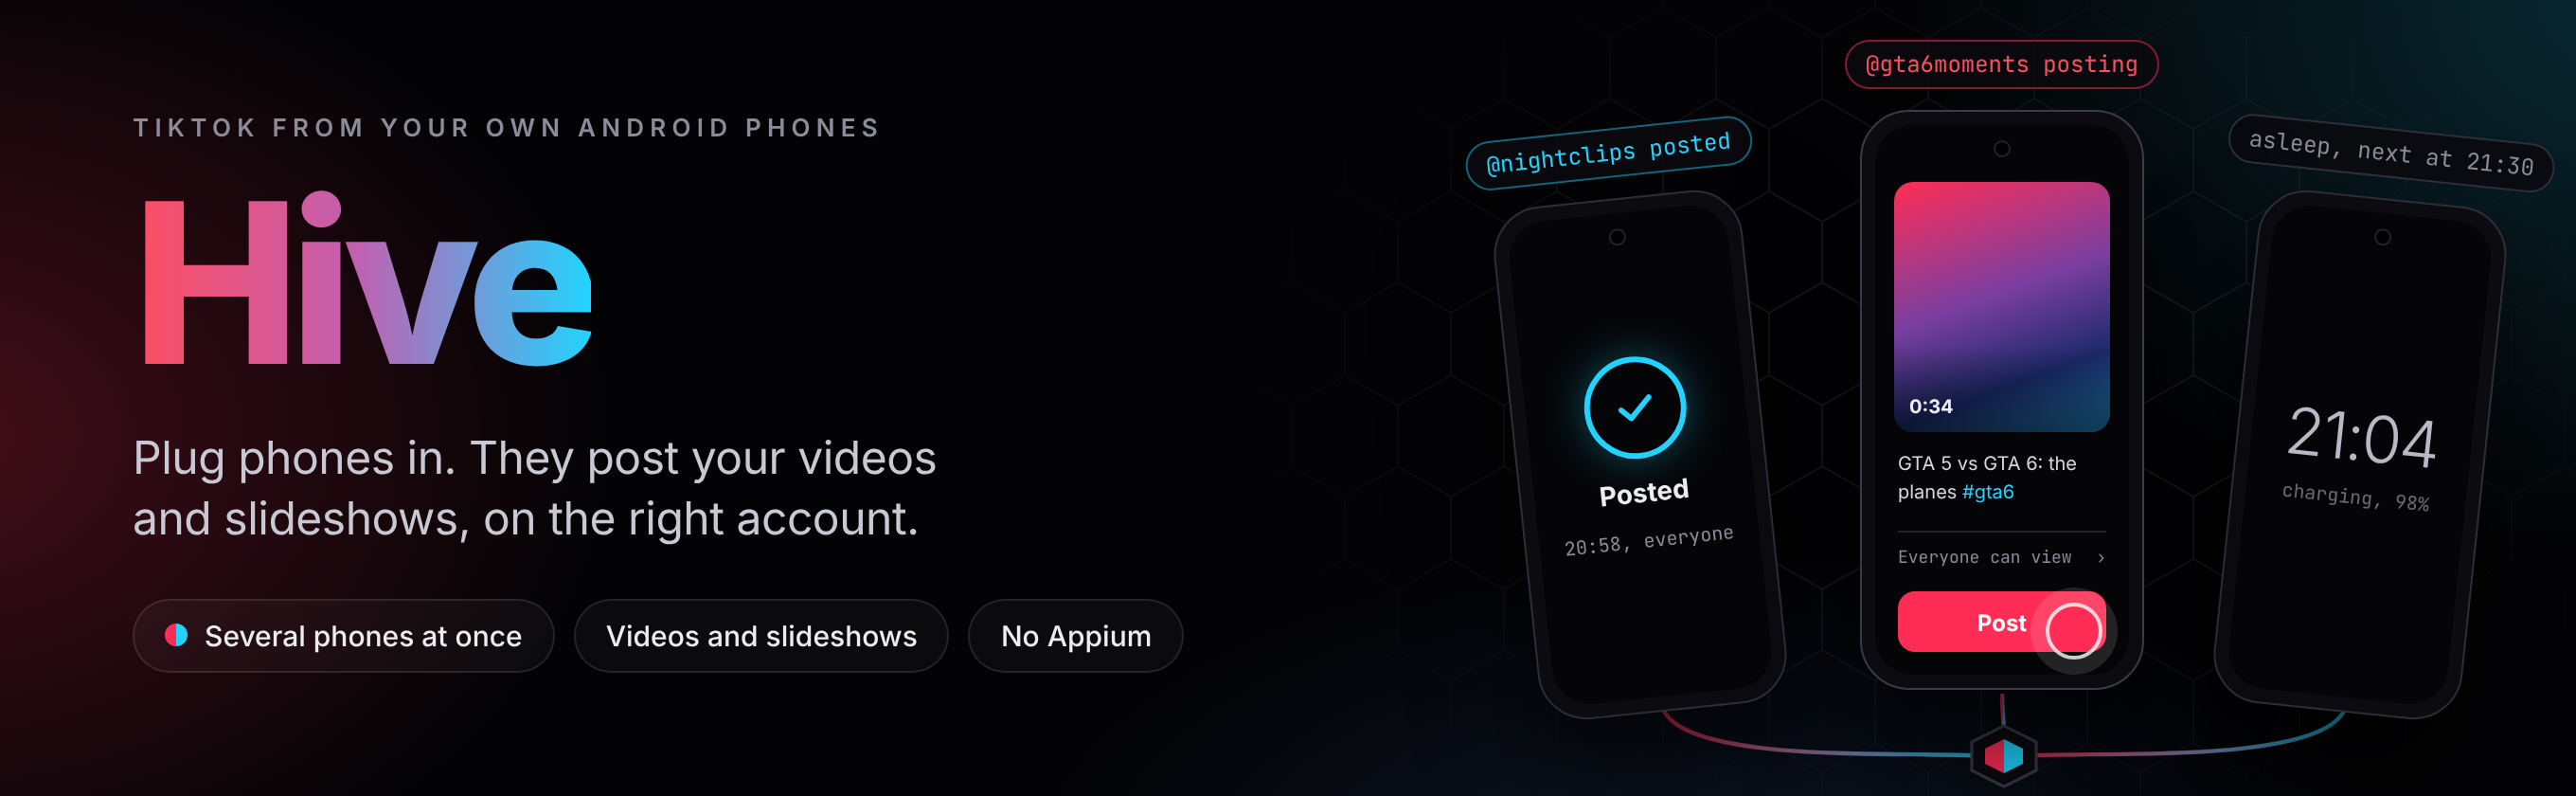 TIKTOK FROM YOUR OWN ANDROID PHONES
Hive
Plug phones in. They post your videos
and slideshows, on the right account.
Several phones at once
Videos and slideshows
No Appium
@nightclips posted
Posted
20:58, everyone
@gta6moments posting
0:34
GTA 5 vs GTA 6: the
planes #gta6
Everyone can view ›
Post
asleep, next at 21:30
21:04
charging, 98%